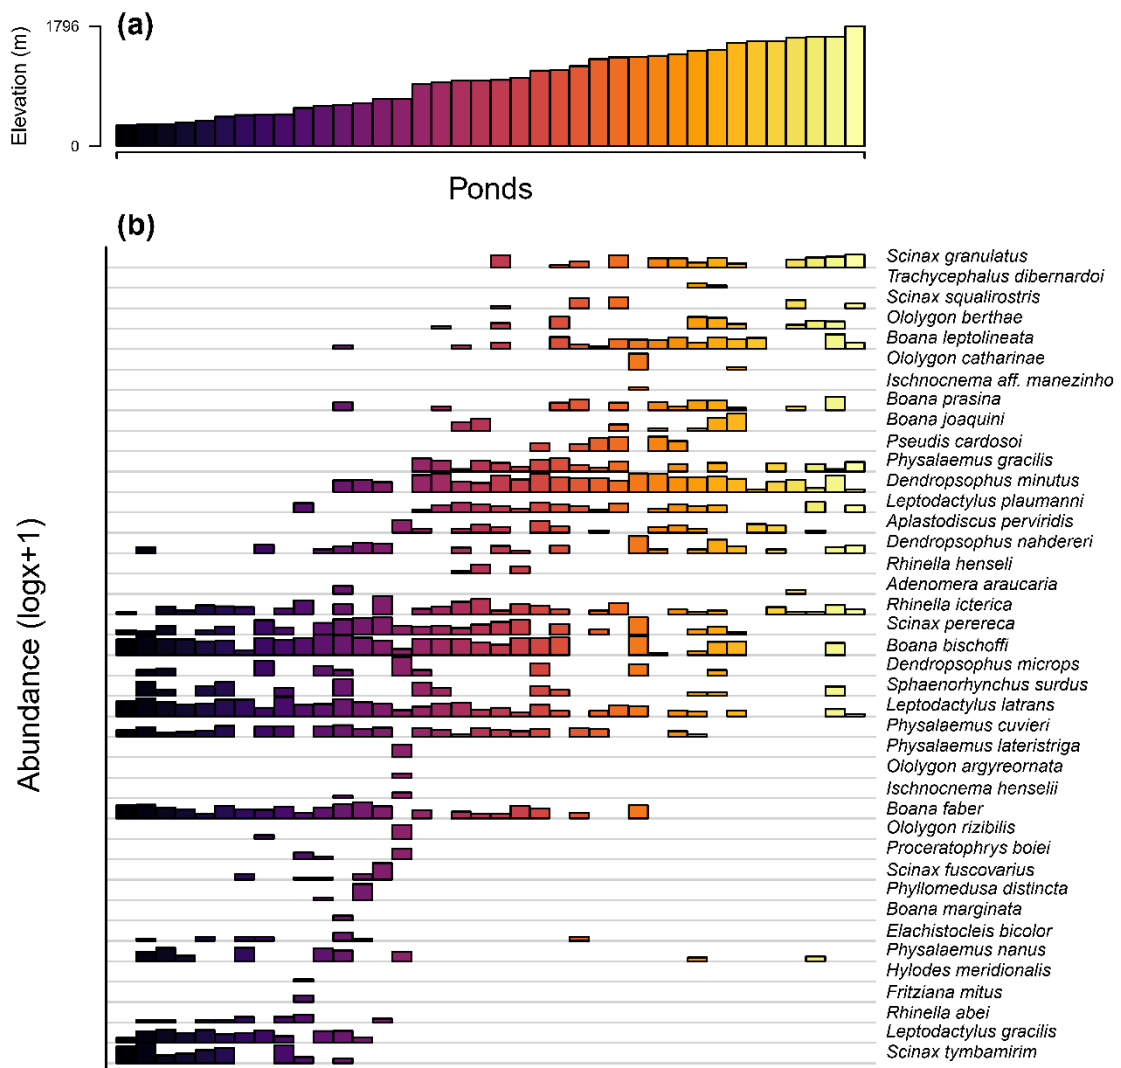 (a)
1796
Elevation (m)
0
Ponds
(b)
Abundance (logx+1)
Scinax granulatus
Trachycephalus dibernardoi
Scinax squalirostris
Ololygon berthae
Boana leptolineata
Ololygon catharinae
Ischnocnema aff. manezinho
Boana prasina
Boana joaquini
Pseudis cardosoi
Physalaemus gracilis
Dendropsophus minutus
Leptodactylus plaumanni
Aplastodiscus perviridis
Dendropsophus nahdereri
Rhinella henseli
Adenomera araucaria
Rhinella icterica
Scinax perereca
Boana bischoffi
Dendropsophus microps
Sphaenorhynchus surdus
Leptodactylus latrans
Physalaemus cuvieri
Physalaemus lateristriga
Ololygon argyreornata
Ischnocnema henselii
Boana faber
Ololygon rizibilis
Proceratophrys boiei
Scinax fuscovarius
Phyllomedusa distincta
Boana marginata
Elachistocleis bicolor
Physalaemus nanus
Hylodes meridionalis
Fritziana mitus
Rhinella abei
Leptodactylus gracilis
Scinax tymbamirim